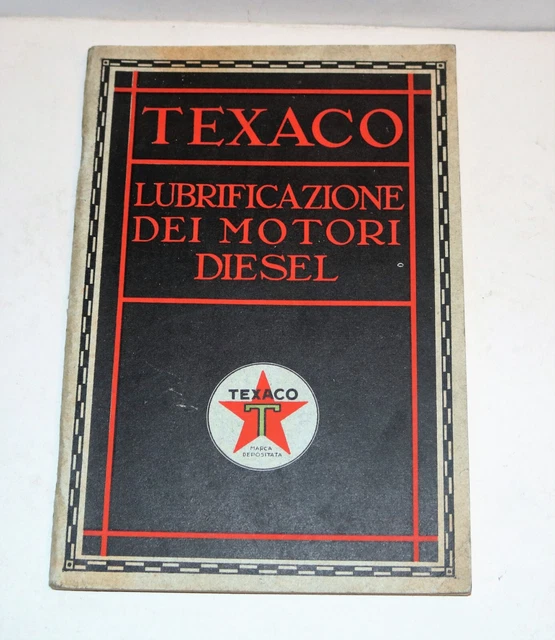 TEXACO
LUBRIFICAZIONE
DEI MOTORI
DIESEL
TEXACO
T
MARCA
DEPOSITATA